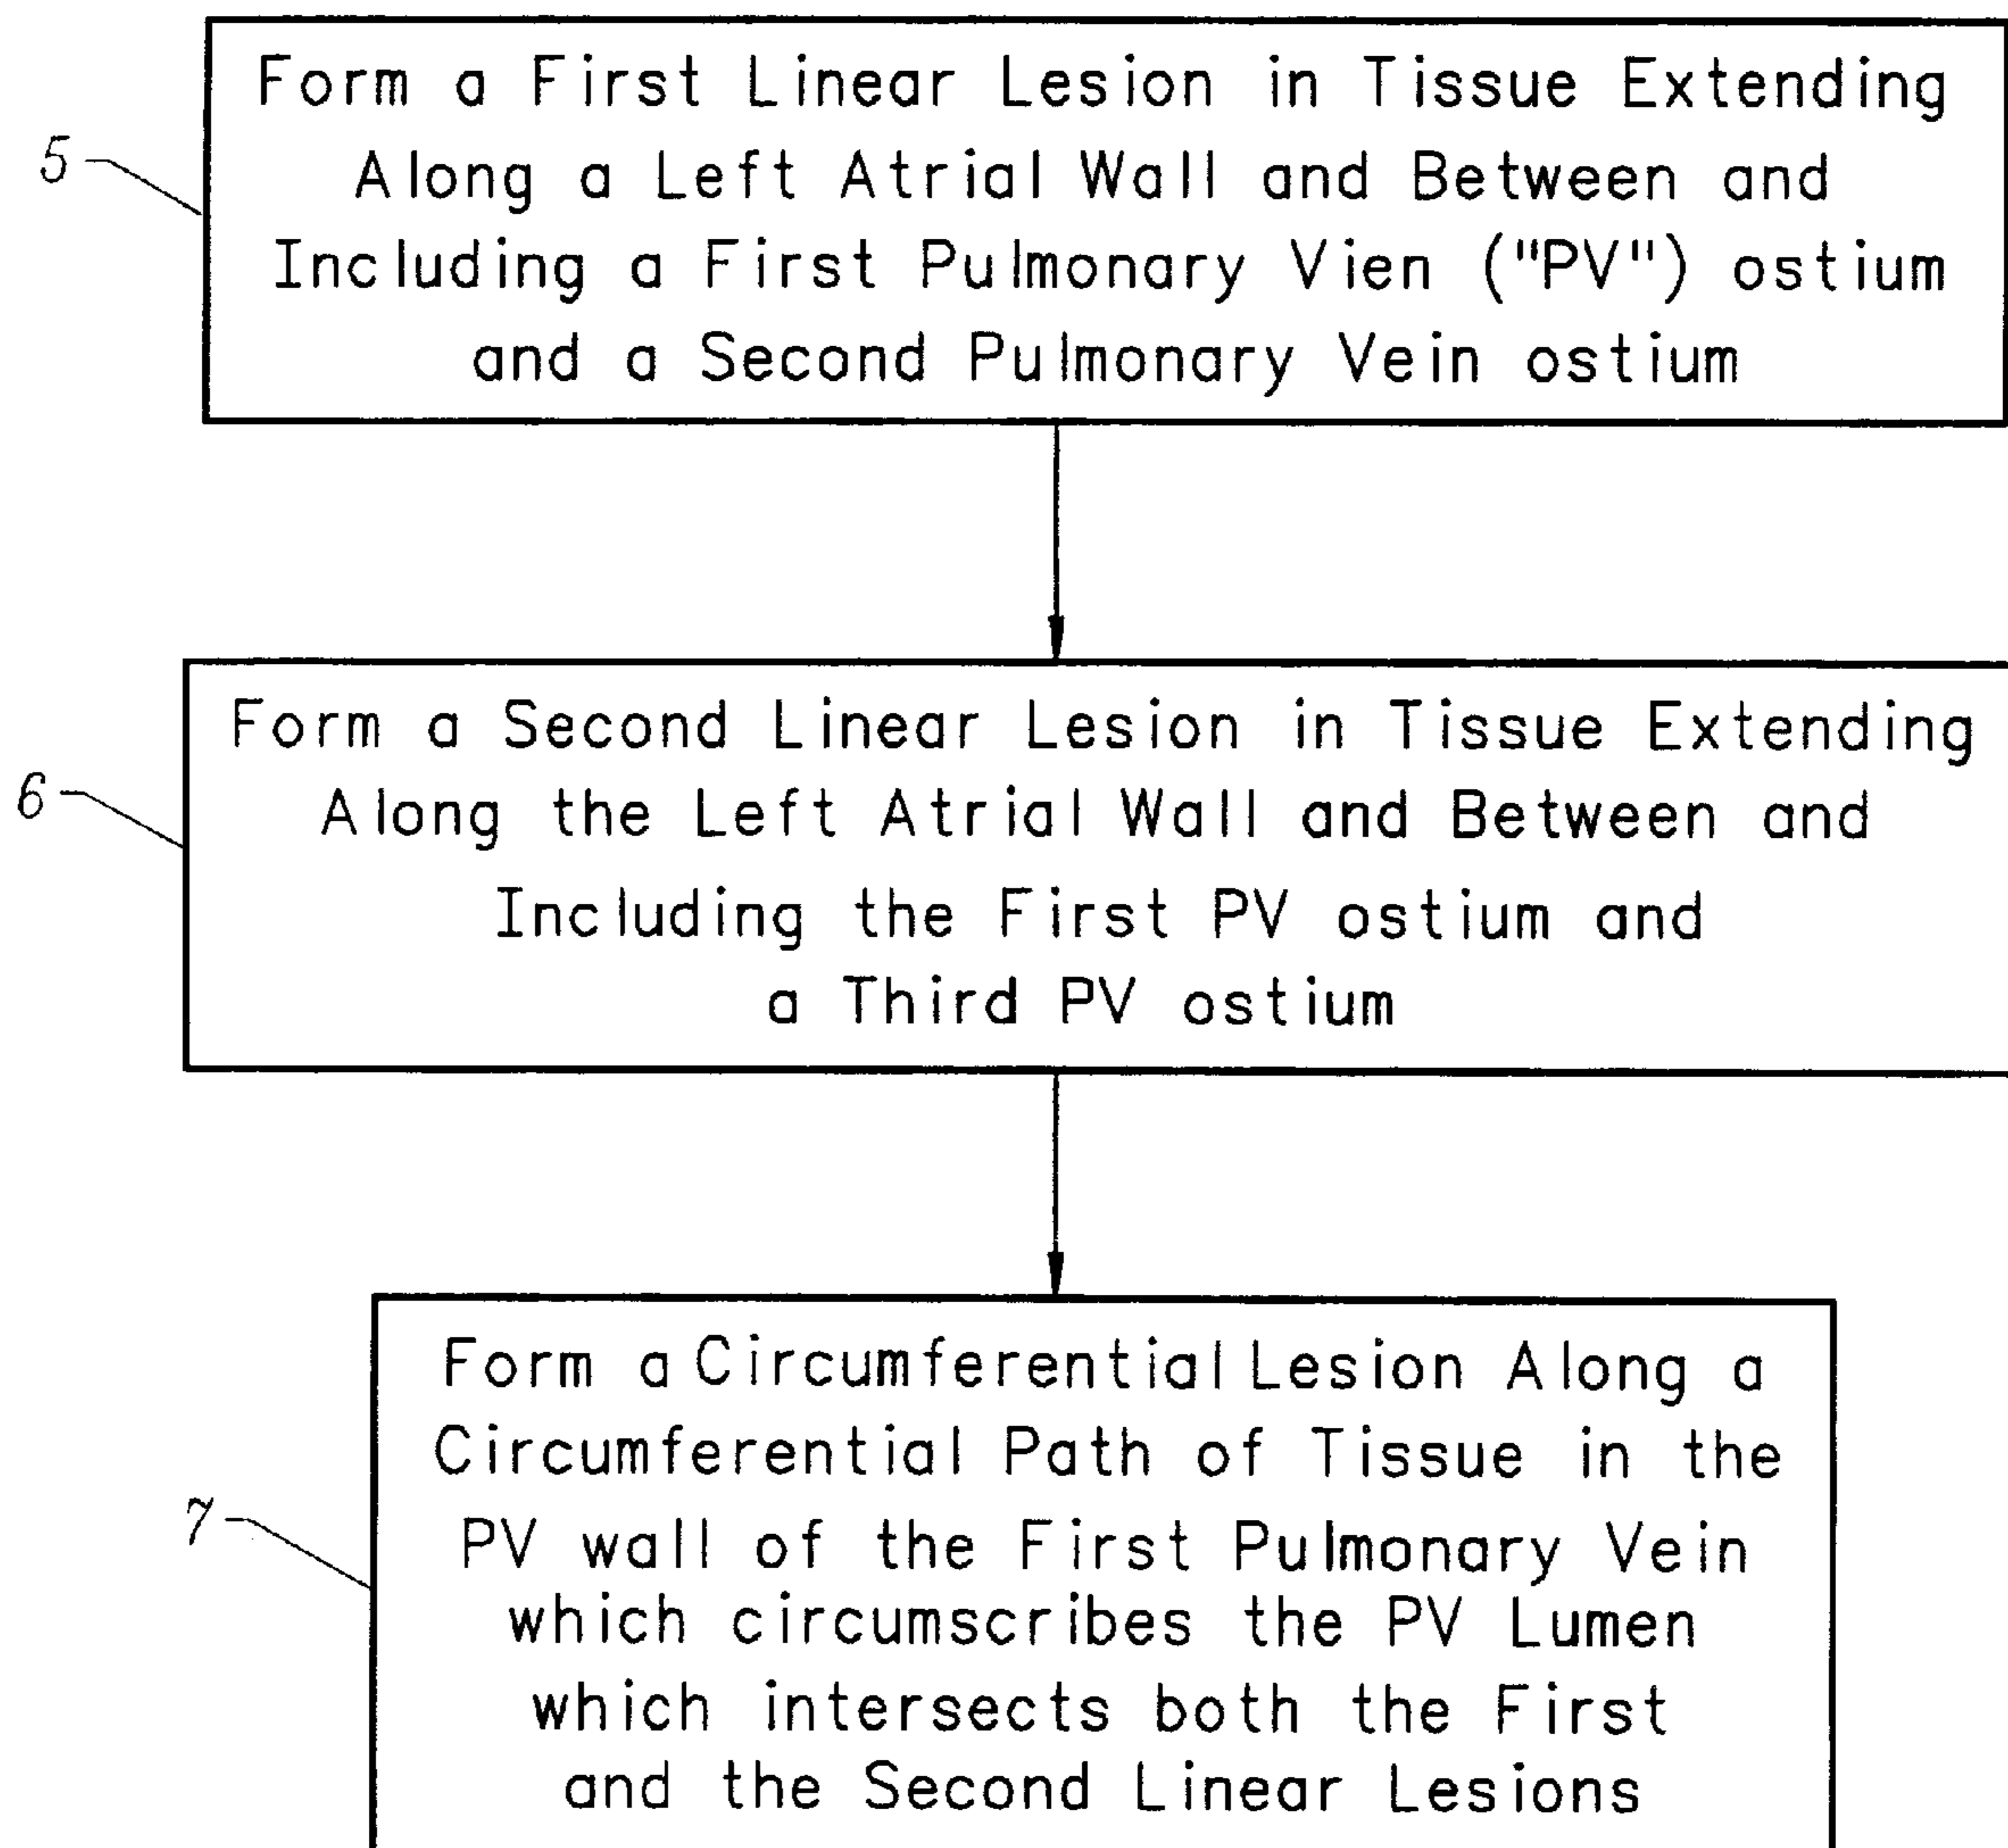 Form a First Linear Lesion in Tissue Extending
5
Along a Left Atrial Wall and Between and
Including a First Pulmonary Vien ("PV") ostium
and a Second Pulmonary Vein ostium
Form a Second Linear Lesion in Tissue Extending
6
Along the Left Atrial Wall and Between and
Including the First PV ostium and
a Third PV ostium
Form a Circumferential Lesion Along a
Circumferential Path of Tissue in the
7
PV wall of the First Pulmonary Vein
which circumscribes the PV Lumen
which intersects both the First
and the Second Linear Lesions